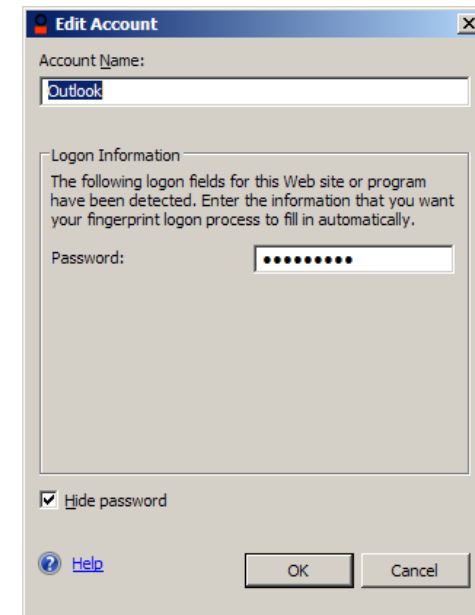 Edit Account
Account Name:
Outlook
Logon Information
The following logon fields for this Web site or program
have been detected. Enter the information that you want
your fingerprint logon process to fill in automatically.
Password: •••••••••
Hide password
Help
OK
Cancel